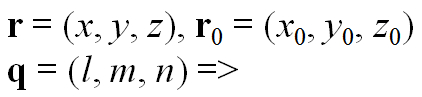 r = (x, y, z), r₀ = (x₀, y₀, z₀)
q = (l, m, n) =>